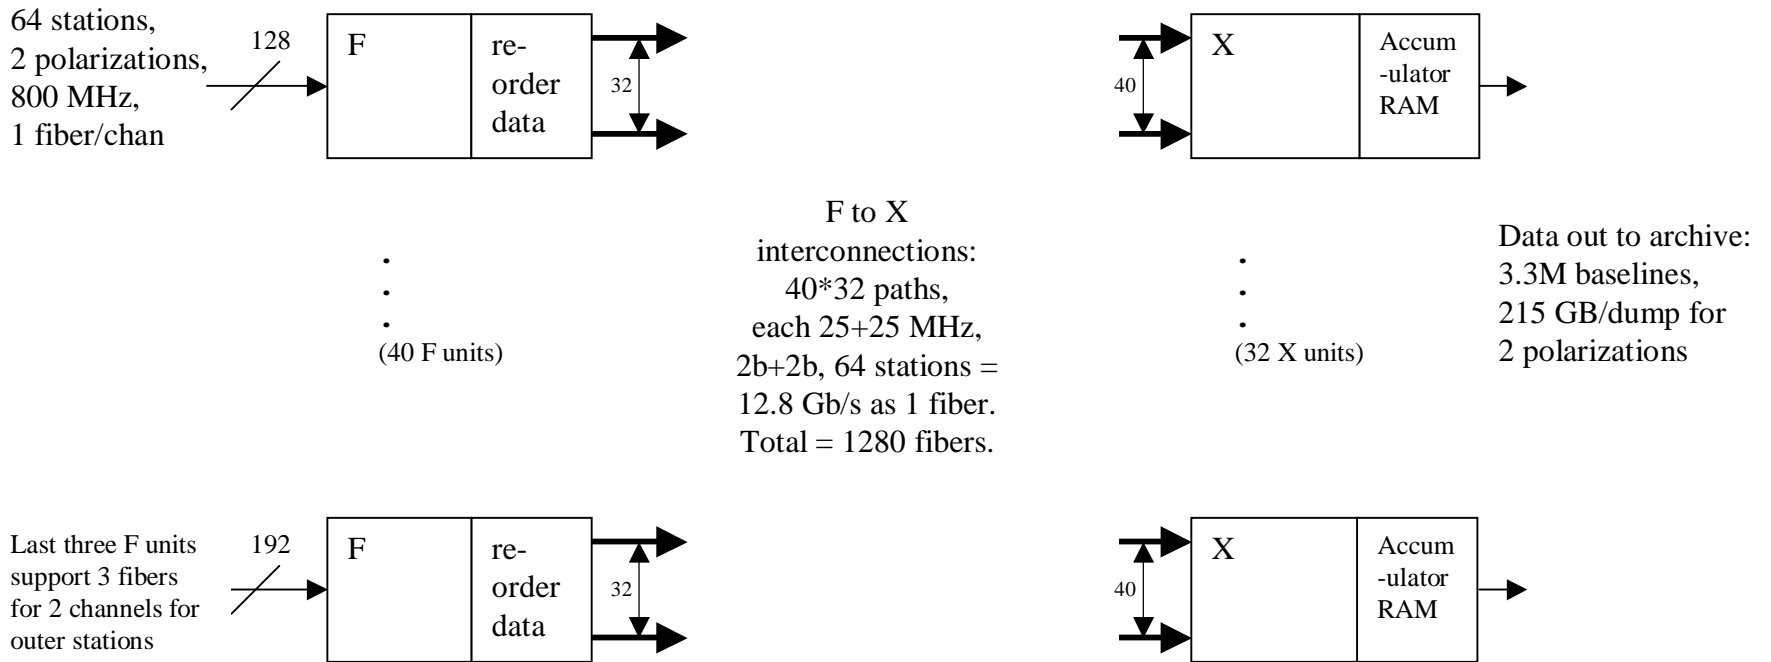 64 stations,
2 polarizations,
800 MHz,
1 fiber/chan
128
F
re-
order
data
32
40
X
Accum
-ulator
RAM
.
.
.
(40 F units)
F to X
interconnections:
40*32 paths,
each 25+25 MHz,
2b+2b, 64 stations =
12.8 Gb/s as 1 fiber.
Total = 1280 fibers.
.
.
.
(32 X units)
Data out to archive:
3.3M baselines,
215 GB/dump for
2 polarizations
Last three F units
support 3 fibers
for 2 channels for
outer stations
192
F
re-
order
data
32
40
X
Accum
-ulator
RAM